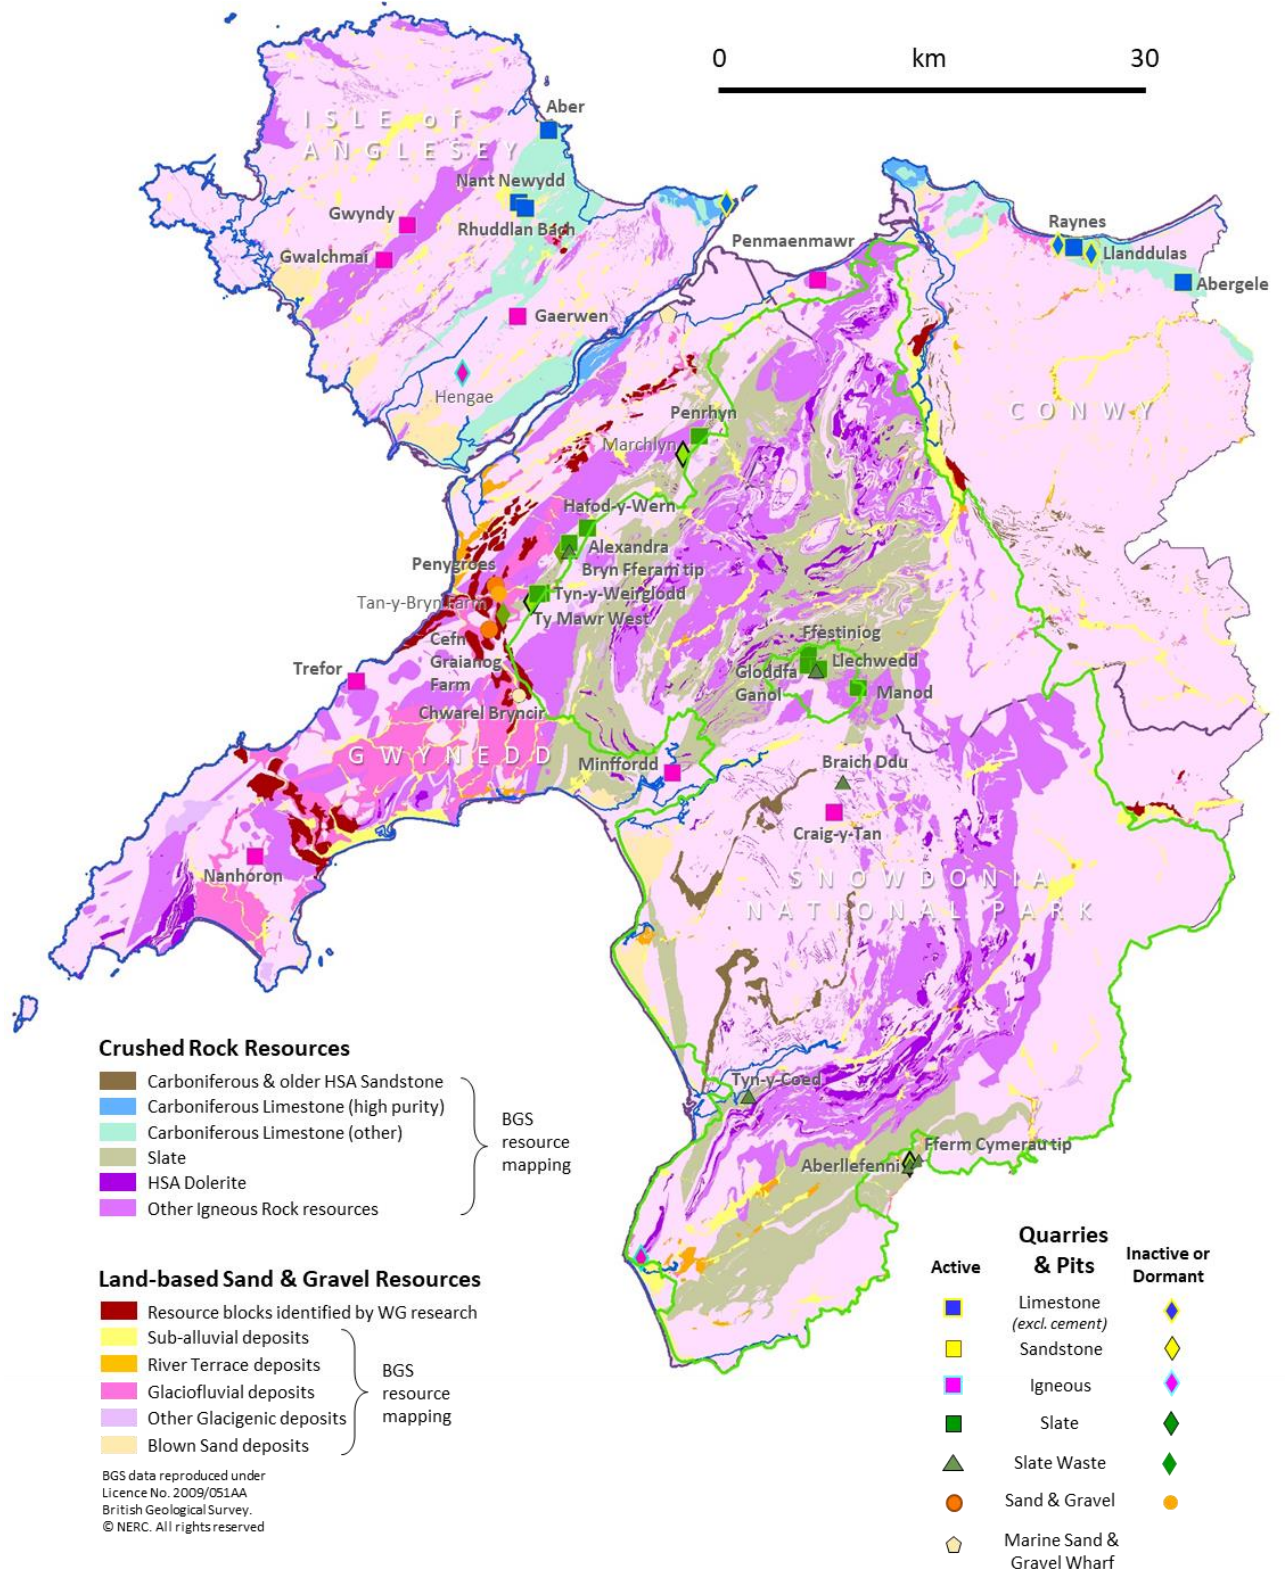 0 km 30
Aber
ISLE of
ANGLESEY
Nant Newydd
Gwyndy
Rhuddlan Bach
Gwalchmai
Penmaenmawr
Raynes
Llanddulas
Abergele
Gaerwen
Hengae
CONWY
Penrhyn
Marchlyn
Hafod-y-Wern
Alexandra
Bryn Fferam tip
Penygroes
Tyn-y-Weirglodd
Tan-y-Bryn Farm
Ty Mawr West
Cefn
Graianog
Farm
Ffestiniog
Llechwedd
Gloddfa
Ganol
Manod
Trefor
Chwarel Bryncir
GWYNEDD
Minffordd
Braich Ddu
Craig-y-Tan
Nanhoron
SNOWDONIA
NATIONAL PARK
Tyn-y-Coed
Fferm Cymerau tip
Aberllefenni
Crushed Rock Resources
Carboniferous & older HSA Sandstone
Carboniferous Limestone (high purity)
Carboniferous Limestone (other)
Slate
HSA Dolerite
Other Igneous Rock resources
BGS
resource
mapping
Land-based Sand & Gravel Resources
Resource blocks identified by WG research
Sub-alluvial deposits
River Terrace deposits
Glaciofluvial deposits
Other Glacigenic deposits
Blown Sand deposits
BGS
resource
mapping
BGS data reproduced under
Licence No. 2009/051AA
British Geological Survey.
© NERC. All rights reserved
Active
Quarries
& Pits
Inactive or
Dormant
Limestone
(excl. cement)
Sandstone
Igneous
Slate
Slate Waste
Sand & Gravel
Marine Sand &
Gravel Wharf